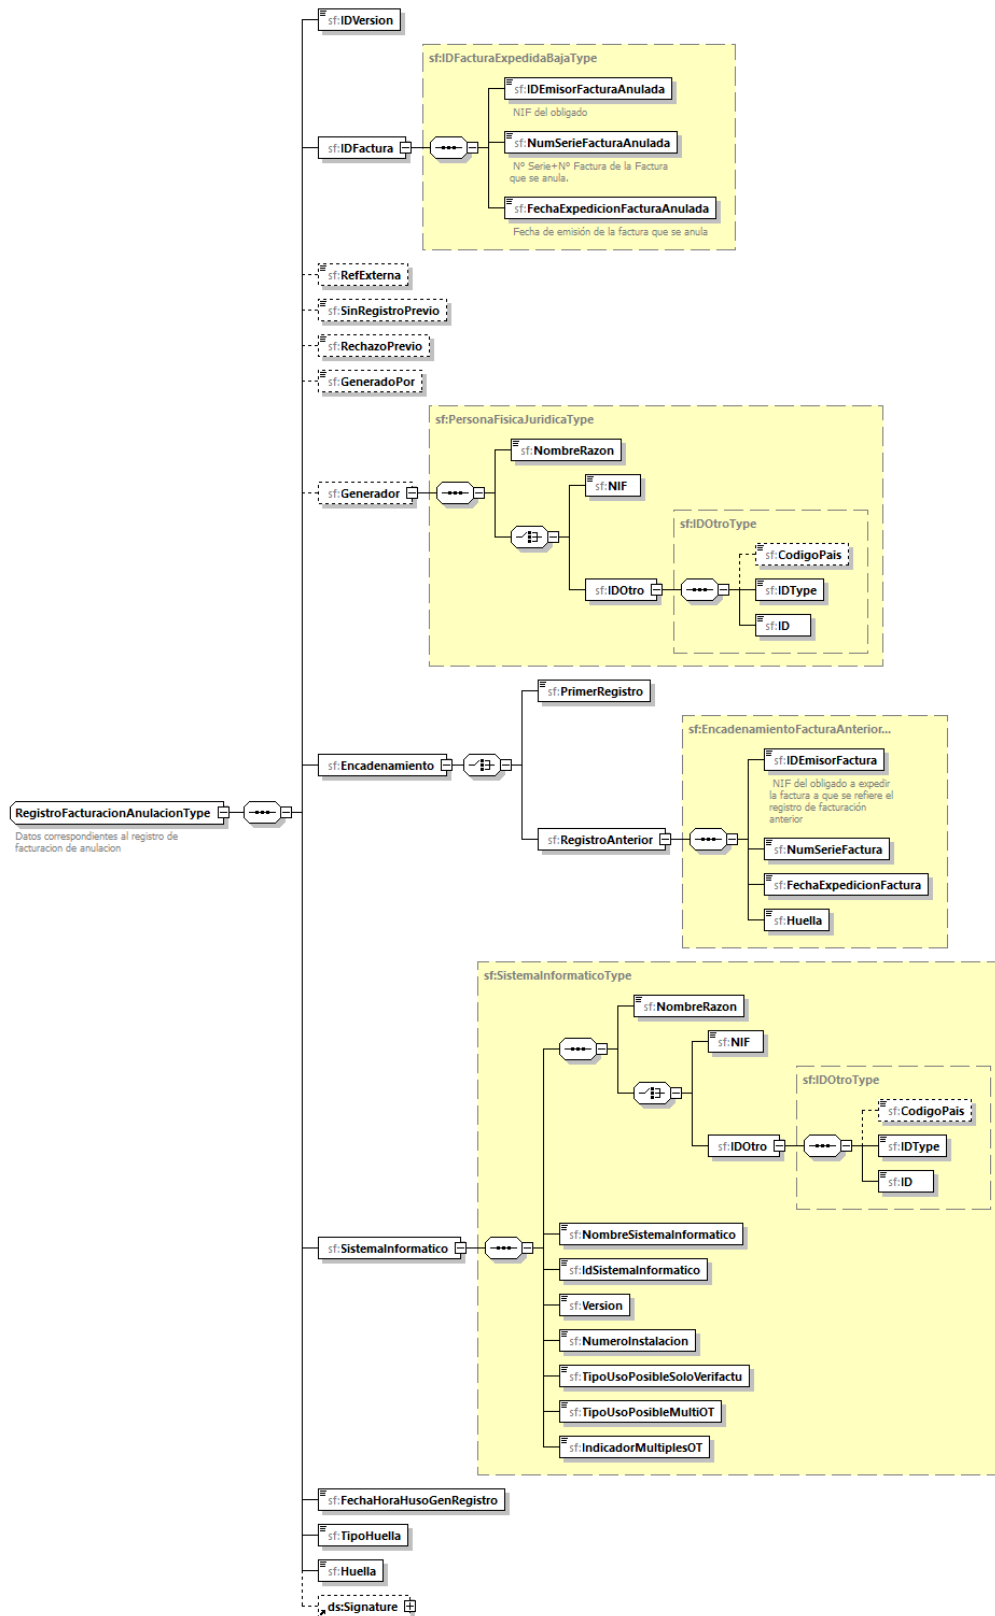 sf:IDVersion
sf:IDFacturaExpedidaBajaType
sf:IDEmisorFacturaAnulada
NIF del obligado
sf:IDFactura
sf:NumSerieFacturaAnulada
Nº Serie+Nº Factura de la Factura
que se anula.
sf:FechaExpedicionFacturaAnulada
Fecha de emisión de la factura que se anula
sf:RefExterna
sf:SinRegistroPrevio
sf:RechazoPrevio
sf:GeneradoPor
sf:PersonaFisicaJuridicaType
sf:NombreRazon
sf:Generador
sf:NIF
sf:IDOtroType
sf:CodigoPais
sf:IDOtro
sf:IDType
sf:ID
sf:PrimerRegistro
sf:EncadenamientoFacturaAnterior...
sf:IDEmisorFactura
NIF del obligado a expedir
la factura a que se refiere el
registro de facturación
anterior
sf:Encadenamiento
RegistroFacturacionAnulacionType
Datos correspondientes al registro de
facturacion de anulacion
sf:RegistroAnterior
sf:NumSerieFactura
sf:FechaExpedicionFactura
sf:Huella
sf:SistemaInformaticoType
sf:NombreRazon
sf:NIF
sf:IDOtroType
sf:CodigoPais
sf:IDOtro
sf:IDType
sf:ID
sf:SistemaInformatico
sf:NombreSistemaInformatico
sf:IdSistemaInformatico
sf:Version
sf:NumeroInstalacion
sf:TipoUsoPosibleSoloVerifactu
sf:TipoUsoPosibleMultiOT
sf:IndicadorMultiplesOT
sf:FechaHoraHusoGenRegistro
sf:TipoHuella
sf:Huella
ds:Signature